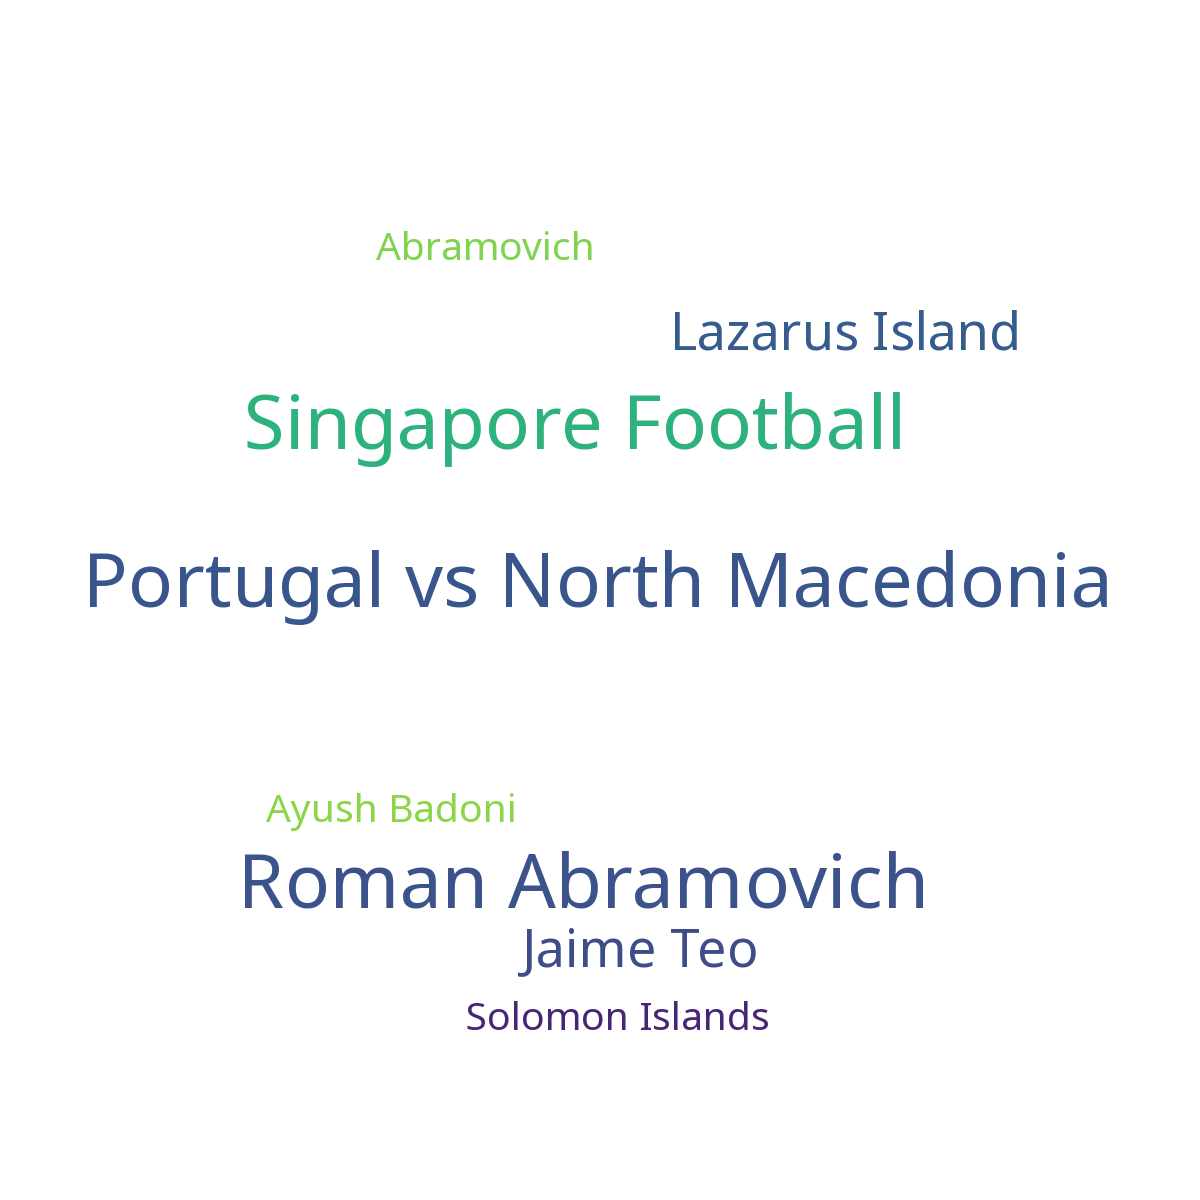 Abramovich
Lazarus Island
Singapore Football
Portugal vs North Macedonia
Ayush Badoni
Roman Abramovich
Jaime Teo
Solomon Islands